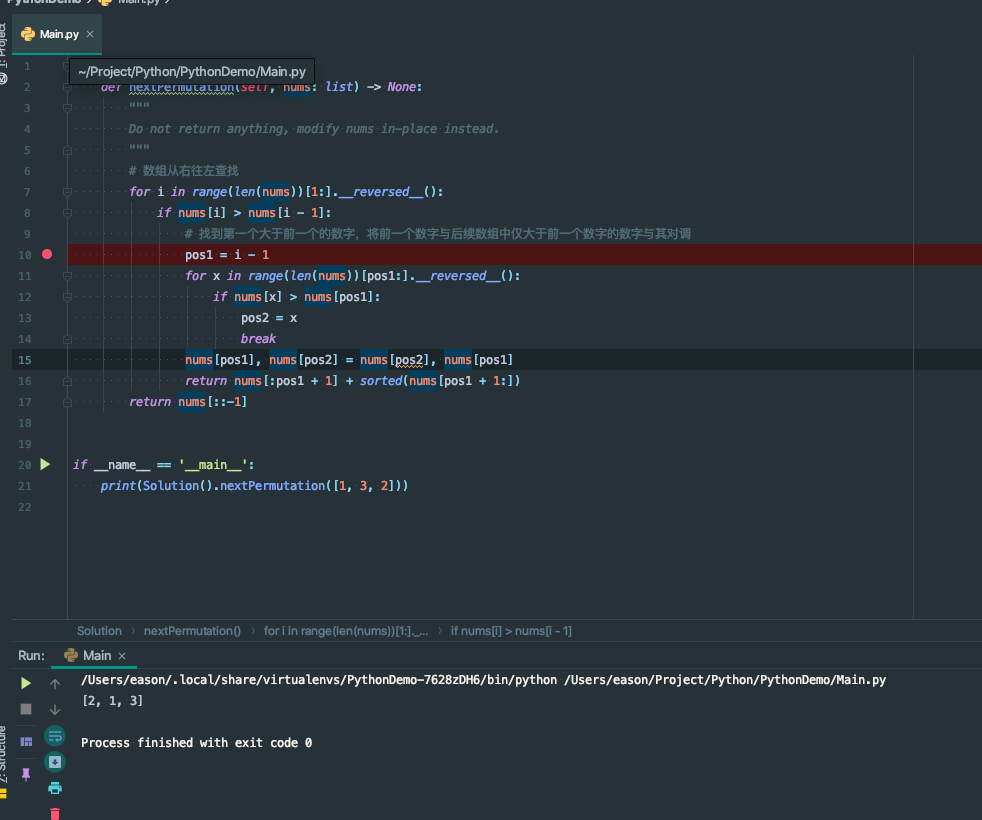 PythonDemo › Main.py ›
1: Project
Main.py ×
1
~/Project/Python/PythonDemo/Main.py
2 def nextPermutation(self, nums: list) -> None:
3 """
4 Do not return anything, modify nums in-place instead.
5 """
6 # 数组从右往左查找
7 for i in range(len(nums))[1:].__reversed__():
8 if nums[i] > nums[i - 1]:
9 # 找到第一个大于前一个的数字，将前一个数字与后续数组中仅大于前一个数字的数字与其对调
10 pos1 = i - 1
11 for x in range(len(nums))[pos1:].__reversed__():
12 if nums[x] > nums[pos1]:
13 pos2 = x
14 break
15 nums[pos1], nums[pos2] = nums[pos2], nums[pos1]
16 return nums[:pos1 + 1] + sorted(nums[pos1 + 1:])
17 return nums[::-1]
18
19
20 if __name__ == '__main__':
21 print(Solution().nextPermutation([1, 3, 2]))
22
Solution › nextPermutation() › for i in range(len(nums))[1:]._... › if nums[i] > nums[i - 1]
Run: Main ×
/Users/eason/.local/share/virtualenvs/PythonDemo-7628zDH6/bin/python /Users/eason/Project/Python/PythonDemo/Main.py
[2, 1, 3]
Process finished with exit code 0
7: Structure